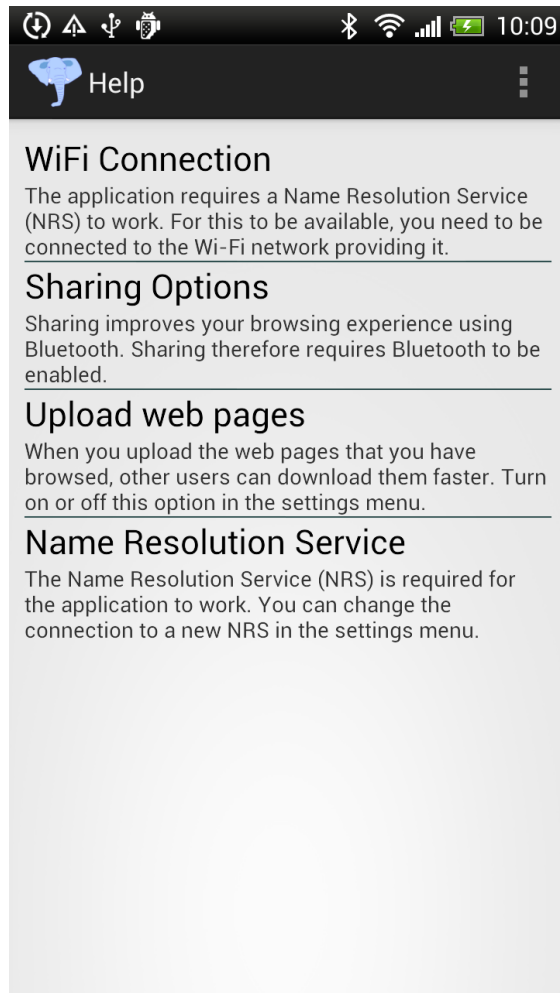 10:09
Help
WiFi Connection
The application requires a Name Resolution Service
(NRS) to work. For this to be available, you need to be
connected to the Wi-Fi network providing it.
Sharing Options
Sharing improves your browsing experience using
Bluetooth. Sharing therefore requires Bluetooth to be
enabled.
Upload web pages
When you upload the web pages that you have
browsed, other users can download them faster. Turn
on or off this option in the settings menu.
Name Resolution Service
The Name Resolution Service (NRS) is required for
the application to work. You can change the
connection to a new NRS in the settings menu.